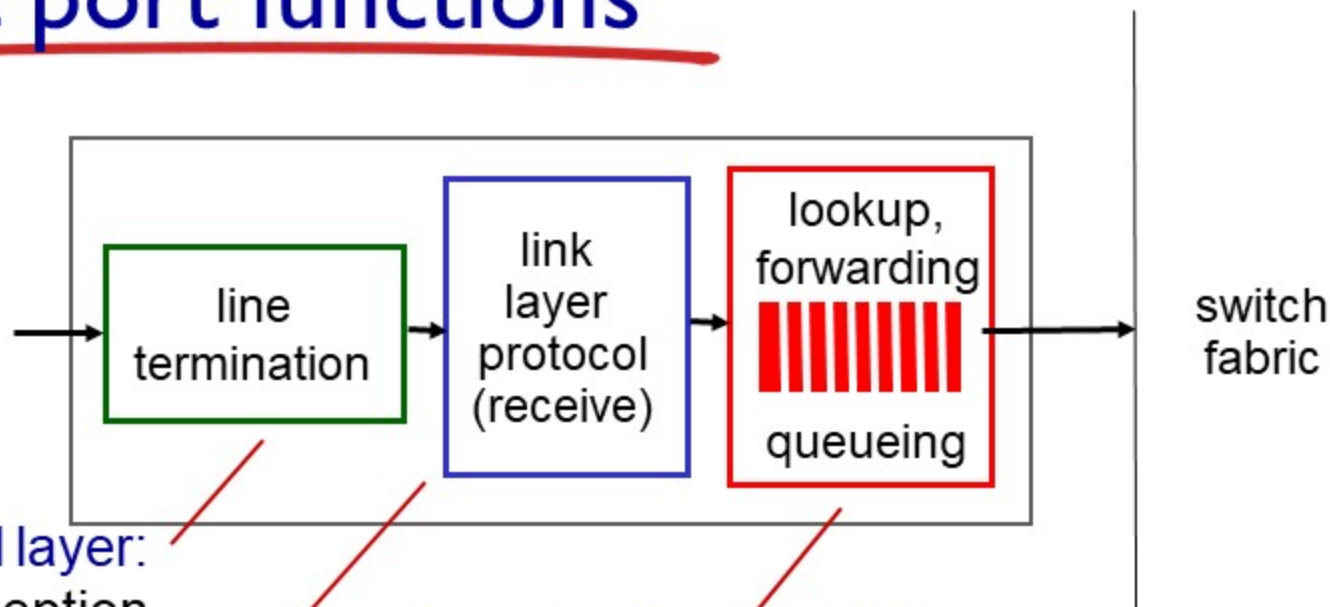 port functions
lookup,
forwarding
link
layer
protocol
(receive)
line
termination
switch
fabric
queueing
layer: